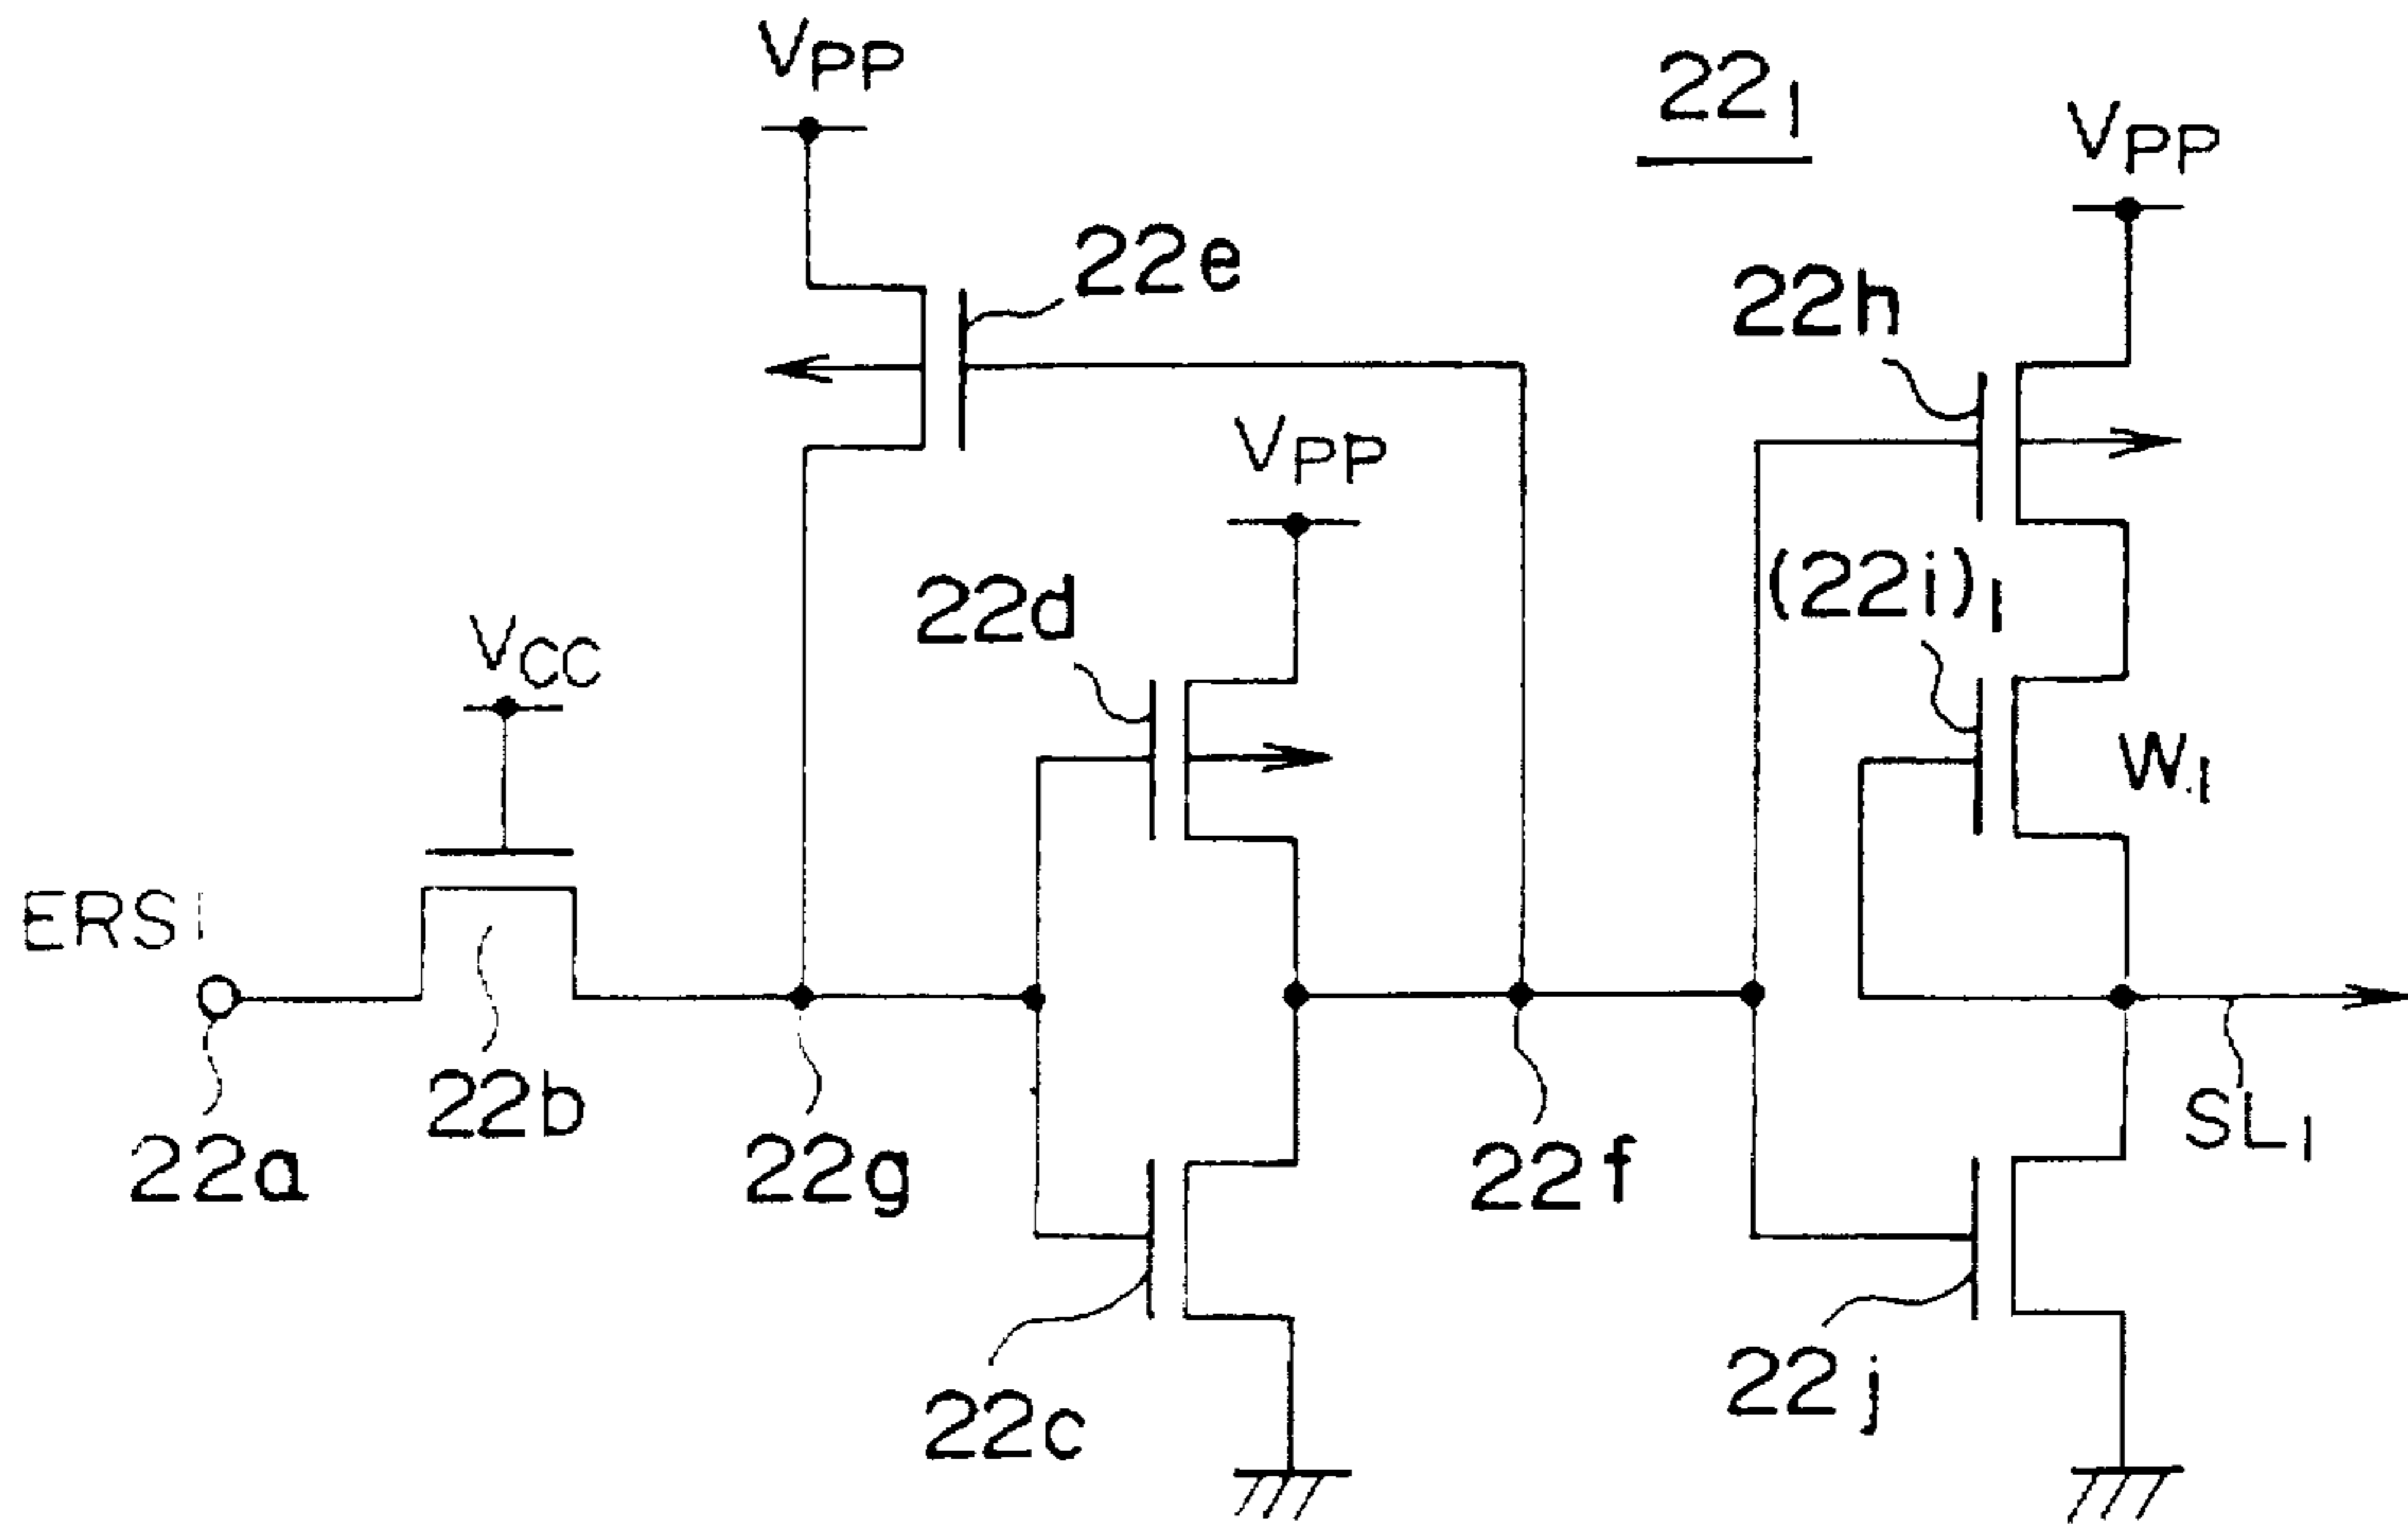 VPP
22₁
VPP
22e
22h
VPP
(22i)₁
22d
VCC
W₁
ERS1
22b
SL₁
22a
22g
22f
22c
22j